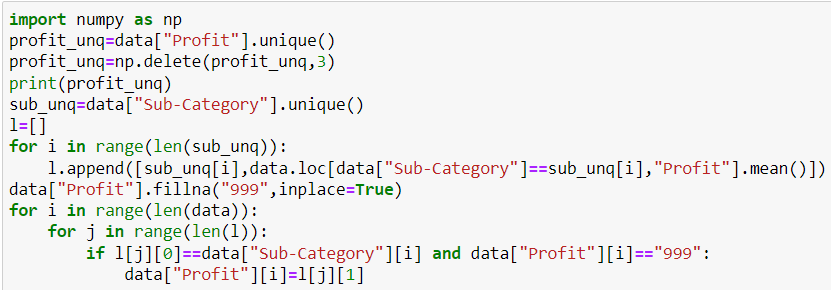 import numpy as np
profit_unq=data["Profit"].unique()
profit_unq=np.delete(profit_unq,3)
print(profit_unq)
sub_unq=data["Sub-Category"].unique()
l=[]
for i in range(len(sub_unq)):
    l.append([sub_unq[i],data.loc[data["Sub-Category"]==sub_unq[i],"Profit"].mean()])
data["Profit"].fillna("999",inplace=True)
for i in range(len(data)):
    for j in range(len(l)):
        if l[j][0]==data["Sub-Category"][i] and data["Profit"][i]=="999":
            data["Profit"][i]=l[j][1]